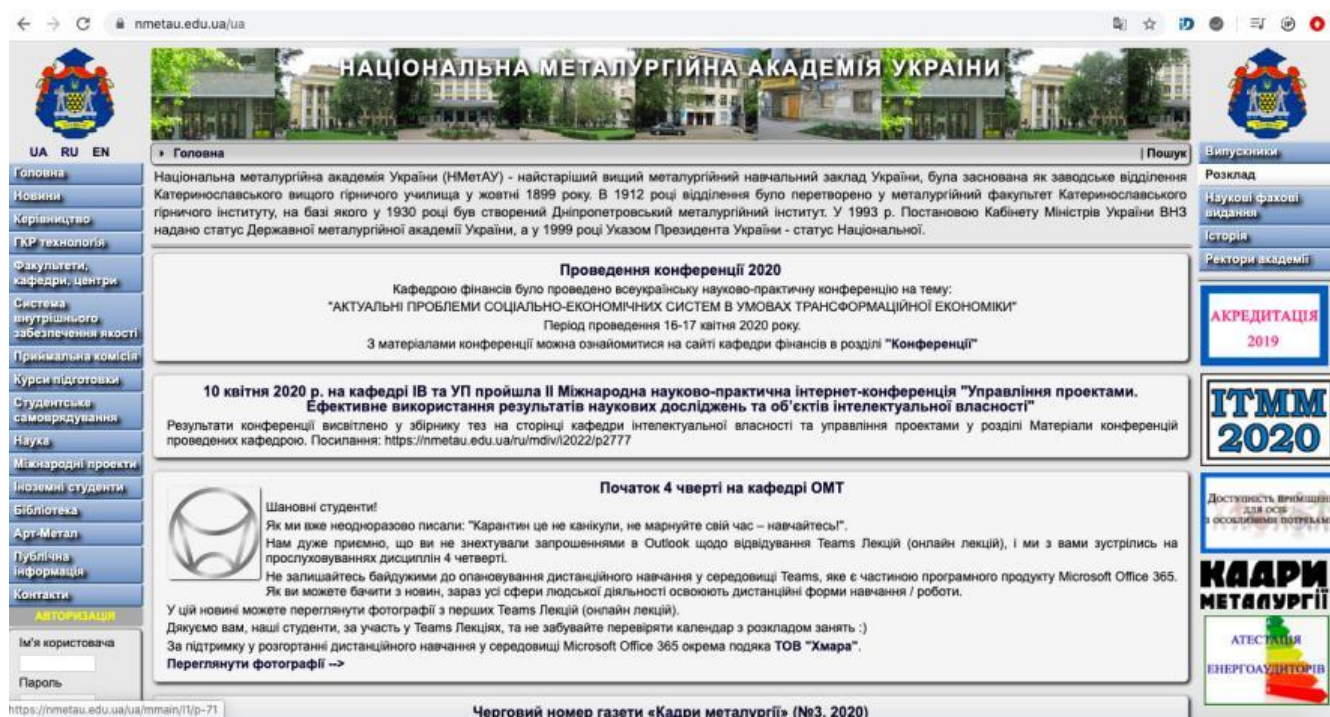 nmetau.edu.ua/ua
НАЦІОНАЛЬНА МЕТАЛУРГІЙНА АКАДЕМІЯ УКРАЇНИ
UA RU EN
Головна
Новини
Керівництво
ГКР технологія
Факультети,
кафедри, центри
Система
внутрішнього
забезпечення якості
Приймальна комісія
Курси підготовки
Студентське
самоврядування
Наука
Міжнародні проекти
Іноземні студенти
Бібліотека
Арт-Метал
Публічна
інформація
Контакти
АВТОРИЗАЦІЯ
Ім'я користувача
Пароль
https://nmetau.edu.ua/ua/mmain/l1/p-71
Головна
| Пошук
Національна металургійна академія України (НМетАУ) - найстаріший вищий металургійний навчальний заклад України, була заснована як заводське відділення
Катеринославського вищого гірничого училища у жовтні 1899 року. В 1912 році відділення було перетворено у металургійний факультет Катеринославського
гірничого інституту, на базі якого у 1930 році був створений Дніпропетровський металургійний інститут. У 1993 р. Постановою Кабінету Міністрів України ВНЗ
надано статус Державної металургійної академії України, а у 1999 році Указом Президента України - статус Національної.
Проведення конференції 2020
Кафедрою фінансів було проведено всеукраїнську науково-практичну конференцію на тему:
"АКТУАЛЬНІ ПРОБЛЕМИ СОЦІАЛЬНО-ЕКОНОМІЧНИХ СИСТЕМ В УМОВАХ ТРАНСФОРМАЦІЙНОЇ ЕКОНОМІКИ"
Період проведення 16-17 квітня 2020 року.
З матеріалами конференції можна ознайомитися на сайті кафедри фінансів в розділі "Конференції"
10 квітня 2020 р. на кафедрі ІВ та УП пройшла ІІ Міжнародна науково-практична інтернет-конференція "Управління проектами.
Ефективне використання результатів наукових досліджень та об'єктів інтелектуальної власності"
Результати конференції висвітлено у збірнику тез на сторінці кафедри інтелектуальної власності та управління проектами у розділі Матеріали конференцій
проведених кафедрою. Посилання: https://nmetau.edu.ua/ru/mdiv/i2022/p2777
Початок 4 чверті на кафедрі ОМТ
Шановні студенти!
Як ми вже неодноразово писали: "Карантин це не канікули, не марнуйте свій час – навчайтесь!".
Нам дуже приємно, що ви не знехтували запрошеннями в Outlook щодо відвідування Teams Лекцій (онлайн лекцій), і ми з вами зустрілись на
прослуховуваннях дисциплін 4 четверті.
Не залишайтесь байдужими до опановування дистанційного навчання у середовищі Teams, яке є частиною програмного продукту Microsoft Office 365.
Як ви можете бачити з новин, зараз усі сфери людської діяльності освоюють дистанційні форми навчання / роботи.
У цій новині можете переглянути фотографії з перших Teams Лекцій (онлайн лекцій).
Дякуємо вам, наші студенти, за участь у Teams Лекціях, та не забувайте перевіряти календар з розкладом занять :)
За підтримку у розгортанні дистанційного навчання у середовищі Microsoft Office 365 окрема подяка ТОВ "Хмара".
Переглянути фотографії -->
Черговий номер газети «Кадри металургії» (№3, 2020)
Випускники
Розклад
Наукові фахові
видання
Історія
Ректори академії
АКРЕДИТАЦІЯ
2019
ITMM
2020
Доступність приміщень
для осіб
з особливими потребами
КАДРИ
МЕТАЛУРГІЇ
АТЕСТАЦІЯ
ЕНЕРГОАУДИТОРІВ